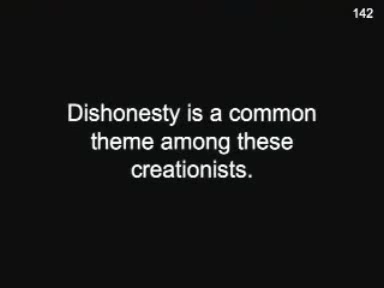 142
Dishonesty is a common
theme among these
creationists.